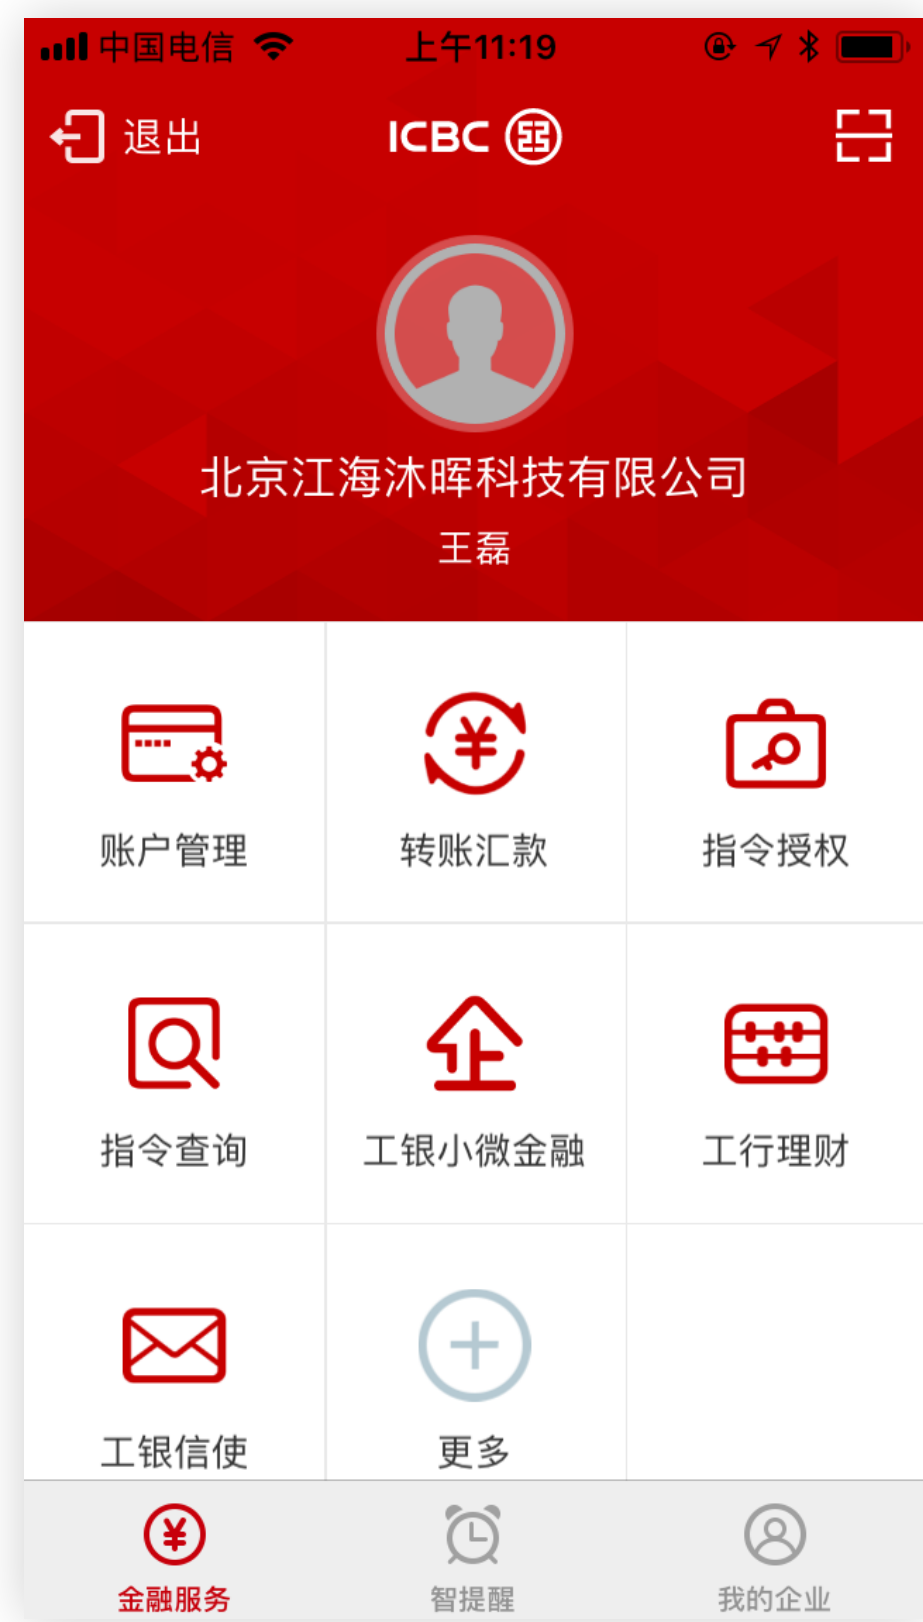 中国电信 上午11:19
退出 ICBC
北京江海沐晖科技有限公司
王磊
账户管理 转账汇款 指令授权
指令查询 工银小微金融 工行理财
工银信使 更多
金融服务 智提醒 我的企业